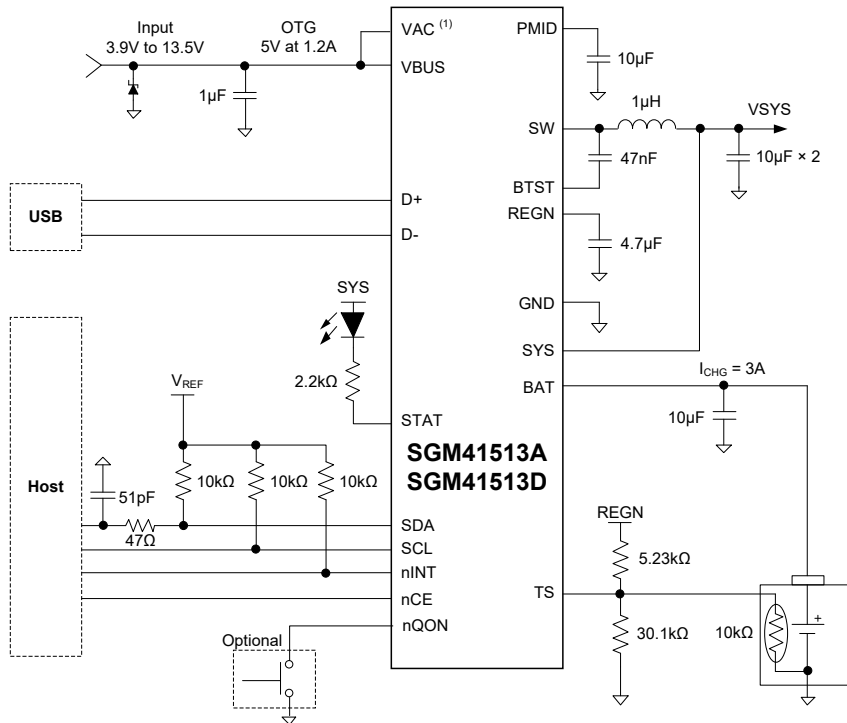 Input
3.9V to 13.5V
OTG
5V at 1.2A
1µF
VAC (1)
VBUS
PMID
10µF
1µH
VSYS
SW
47nF
10µF × 2
BTST
REGN
4.7µF
USB
D+
D-
GND
SYS
SYS
2.2kΩ
BAT
ICHG = 3A
10µF
VREF
STAT
SGM41513A
SGM41513D
Host
51pF
10kΩ
10kΩ
10kΩ
47Ω
SDA
SCL
nINT
nCE
nQON
Optional
REGN
5.23kΩ
TS
30.1kΩ
10kΩ
+